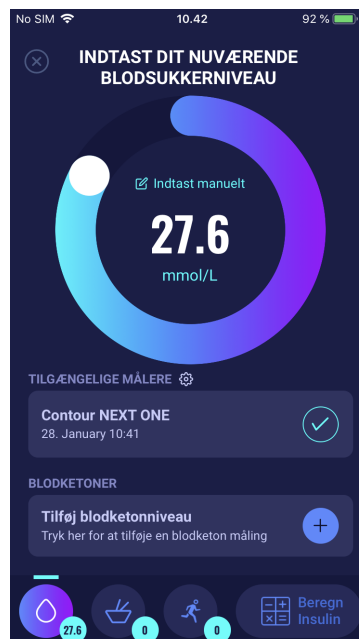 No SIM 10.42 92 %
INDTAST DIT NUVÆRENDE
BLODSUKKERNIVEAU
Indtast manuelt
27.6
mmol/L
TILGÆNGELIGE MÅLERE
Contour NEXT ONE
28. January 10:41
BLODKETONER
Tilføj blodketonniveau
Tryk her for at tilføje en blodketon måling
27.6 0 0 Beregn
Insulin